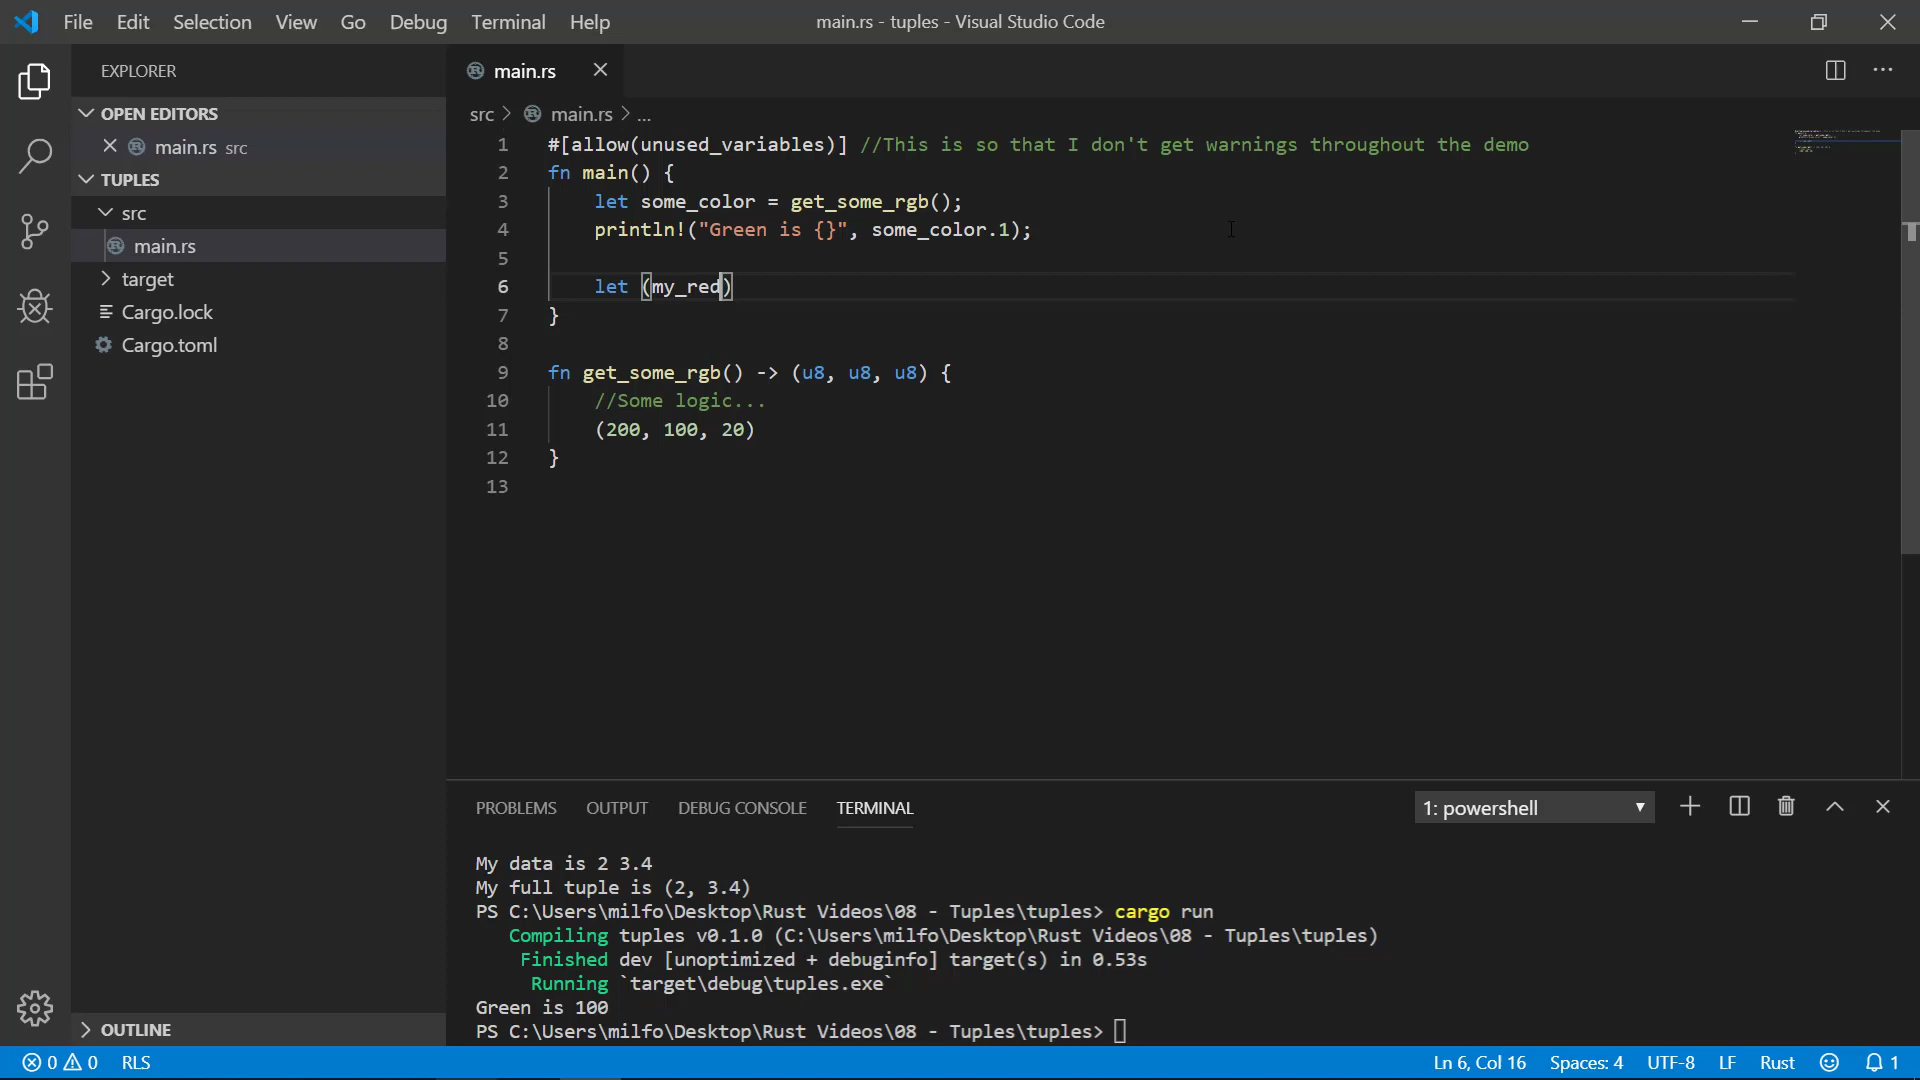 File Edit Selection View Go Debug Terminal Help main.rs - tuples - Visual Studio Code
EXPLORER
OPEN EDITORS
main.rs src
TUPLES
src
main.rs
target
Cargo.lock
Cargo.toml
OUTLINE
main.rs
src > main.rs > ...
1 #[allow(unused_variables)] //This is so that I don't get warnings throughout the demo
2 fn main() {
3 let some_color = get_some_rgb();
4 println!("Green is {}", some_color.1);
5
6 let (my_red)
7 }
8
9 fn get_some_rgb() -> (u8, u8, u8) {
10 //Some logic...
11 (200, 100, 20)
12 }
13
PROBLEMS OUTPUT DEBUG CONSOLE TERMINAL 1: powershell
My data is 2 3.4
My full tuple is (2, 3.4)
PS C:\Users\milfo\Desktop\Rust Videos\08 - Tuples\tuples> cargo run
Compiling tuples v0.1.0 (C:\Users\milfo\Desktop\Rust Videos\08 - Tuples\tuples)
Finished dev [unoptimized + debuginfo] target(s) in 0.53s
Running `target\debug\tuples.exe`
Green is 100
PS C:\Users\milfo\Desktop\Rust Videos\08 - Tuples\tuples>
0 0 RLS Ln 6, Col 16 Spaces: 4 UTF-8 LF Rust 1